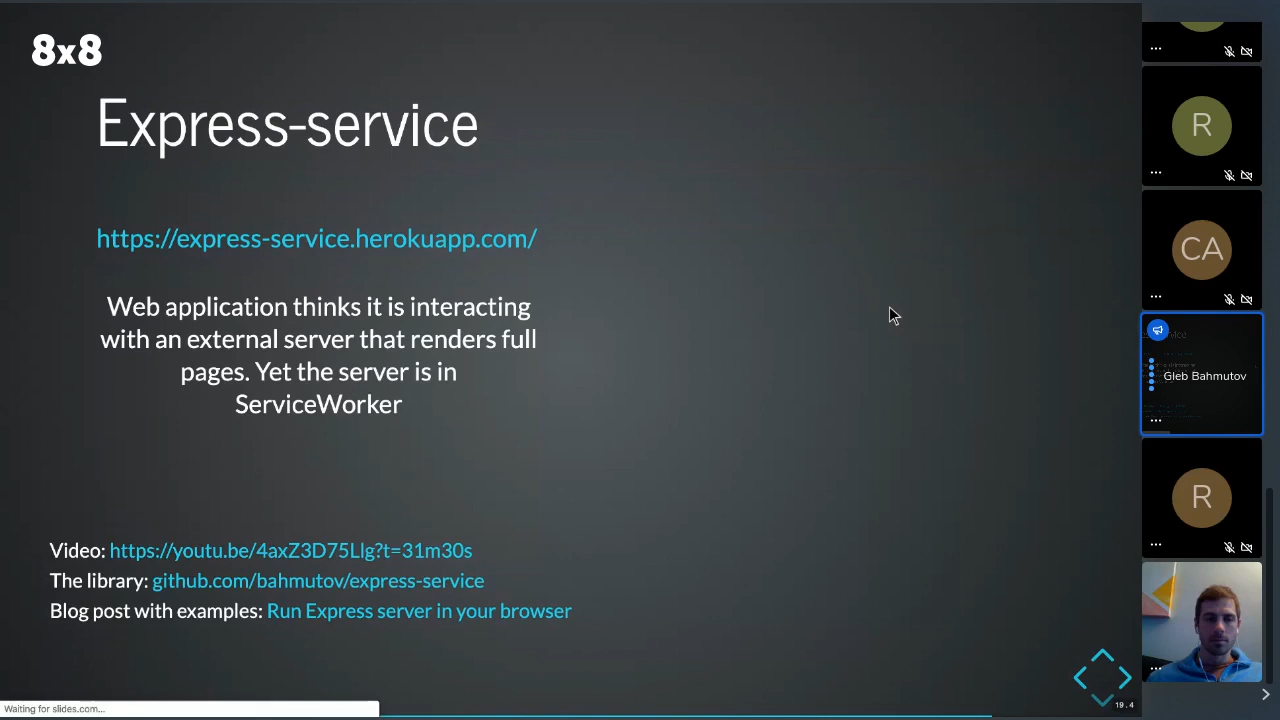 8x8
Express-service
https://express-service.herokuapp.com/
Web application thinks it is interacting
with an external server that renders full
pages. Yet the server is in
ServiceWorker
Video: https://youtu.be/4axZ3D75Llg?t=31m30s
The library: github.com/bahmutov/express-service
Blog post with examples: Run Express server in your browser
19.4
Waiting for slides.com...
R
CA
Gleb Bahmutov
R